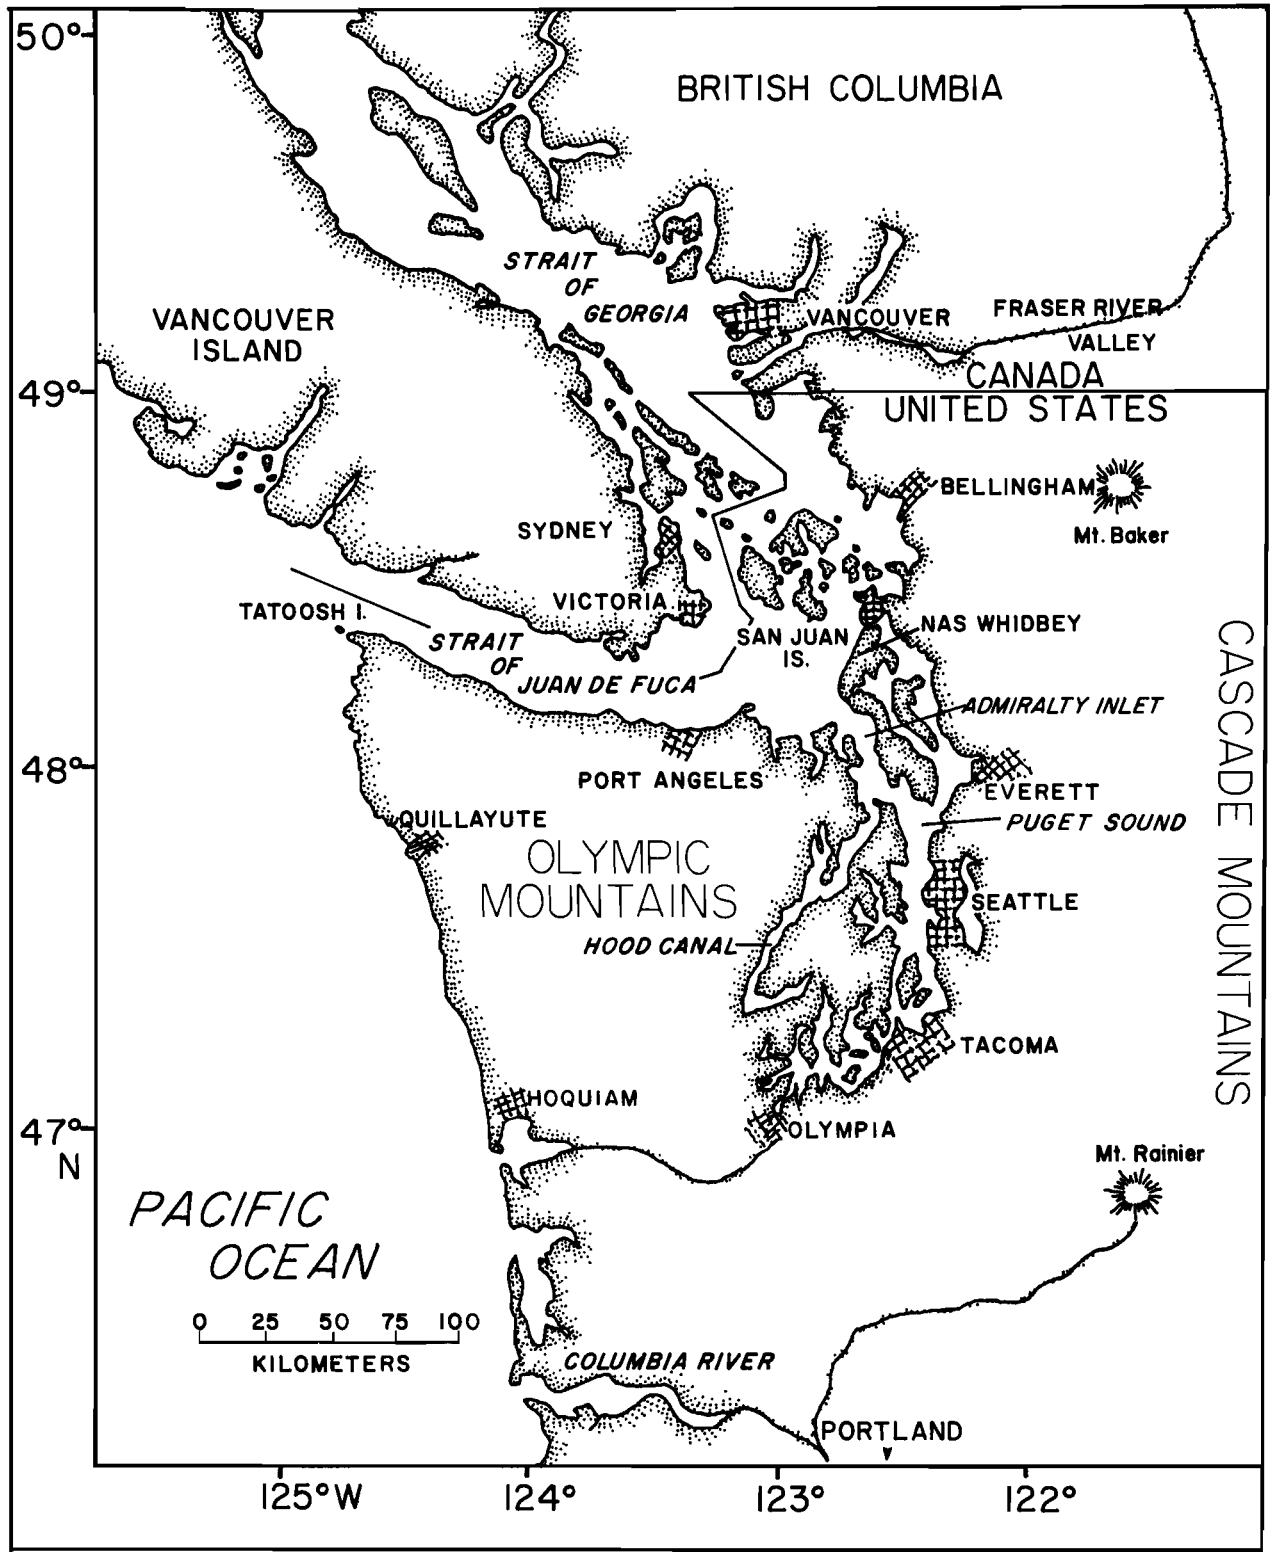 50°
BRITISH COLUMBIA
STRAIT
OF
GEORGIA
VANCOUVER
ISLAND
VANCOUVER
FRASER RIVER
VALLEY
CANADA
49°
UNITED STATES
BELLINGHAM
Mt. Baker
SYDNEY
VICTORIA
TATOOSH I.
STRAIT
OF
JUAN DE FUCA
SAN JUAN
IS.
NAS WHIDBEY
ADMIRALTY INLET
48°
PORT ANGELES
EVERETT
PUGET SOUND
QUILLAYUTE
OLYMPIC
MOUNTAINS
SEATTLE
HOOD CANAL
CASCADE MOUNTAINS
TACOMA
HOQUIAM
47°
N
OLYMPIA
Mt. Rainier
PACIFIC
OCEAN
0 25 50 75 100
KILOMETERS
COLUMBIA RIVER
PORTLAND
125°W 124° 123° 122°